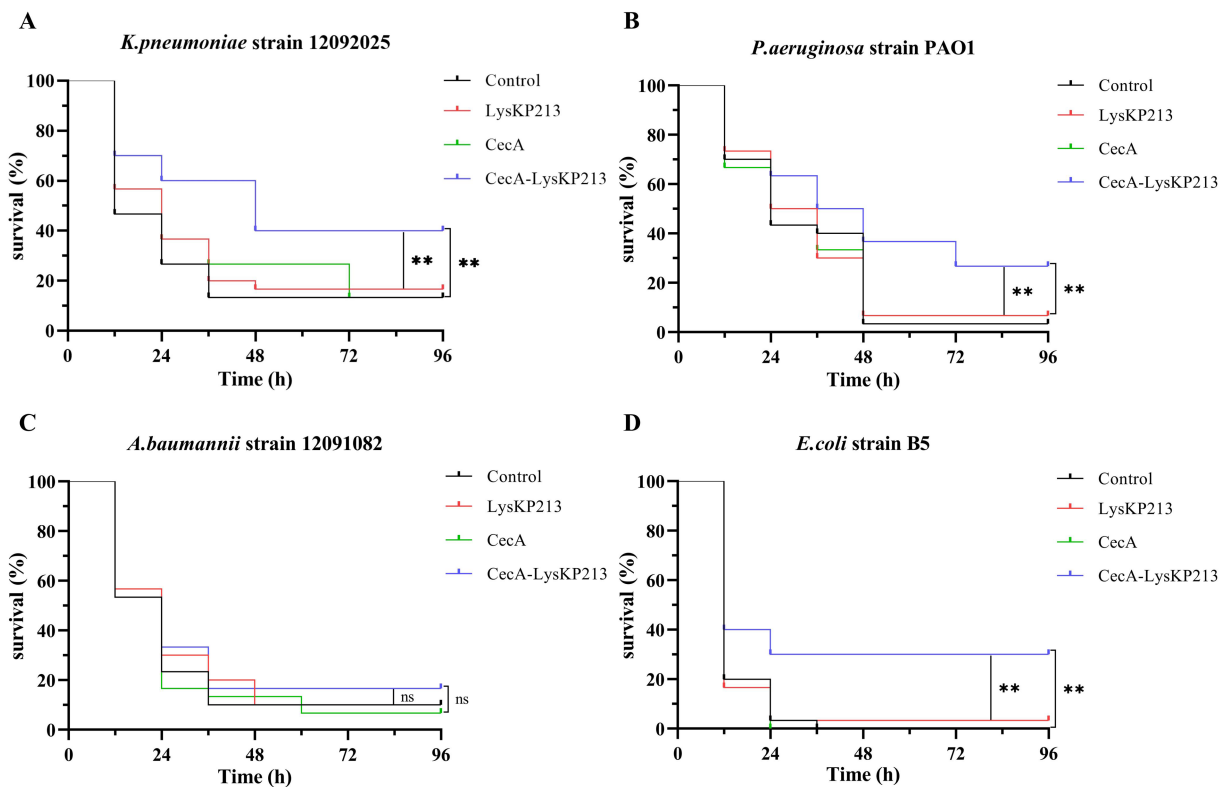 A
K.pneumoniae strain 12092025
survival (%)
100
80
60
40
20
0
0 24 48 72 96
Time (h)
Control
LysKP213
CecA
CecA-LysKP213
**
**
B
P.aeruginosa strain PAO1
survival (%)
100
80
60
40
20
0
0 24 48 72 96
Time (h)
Control
LysKP213
CecA
CecA-LysKP213
**
**
C
A.baumannii strain 12091082
survival (%)
100
80
60
40
20
0
0 24 48 72 96
Time (h)
Control
LysKP213
CecA
CecA-LysKP213
ns
ns
D
E.coli strain B5
survival (%)
100
80
60
40
20
0
0 24 48 72 96
Time (h)
Control
LysKP213
CecA
CecA-LysKP213
**
**